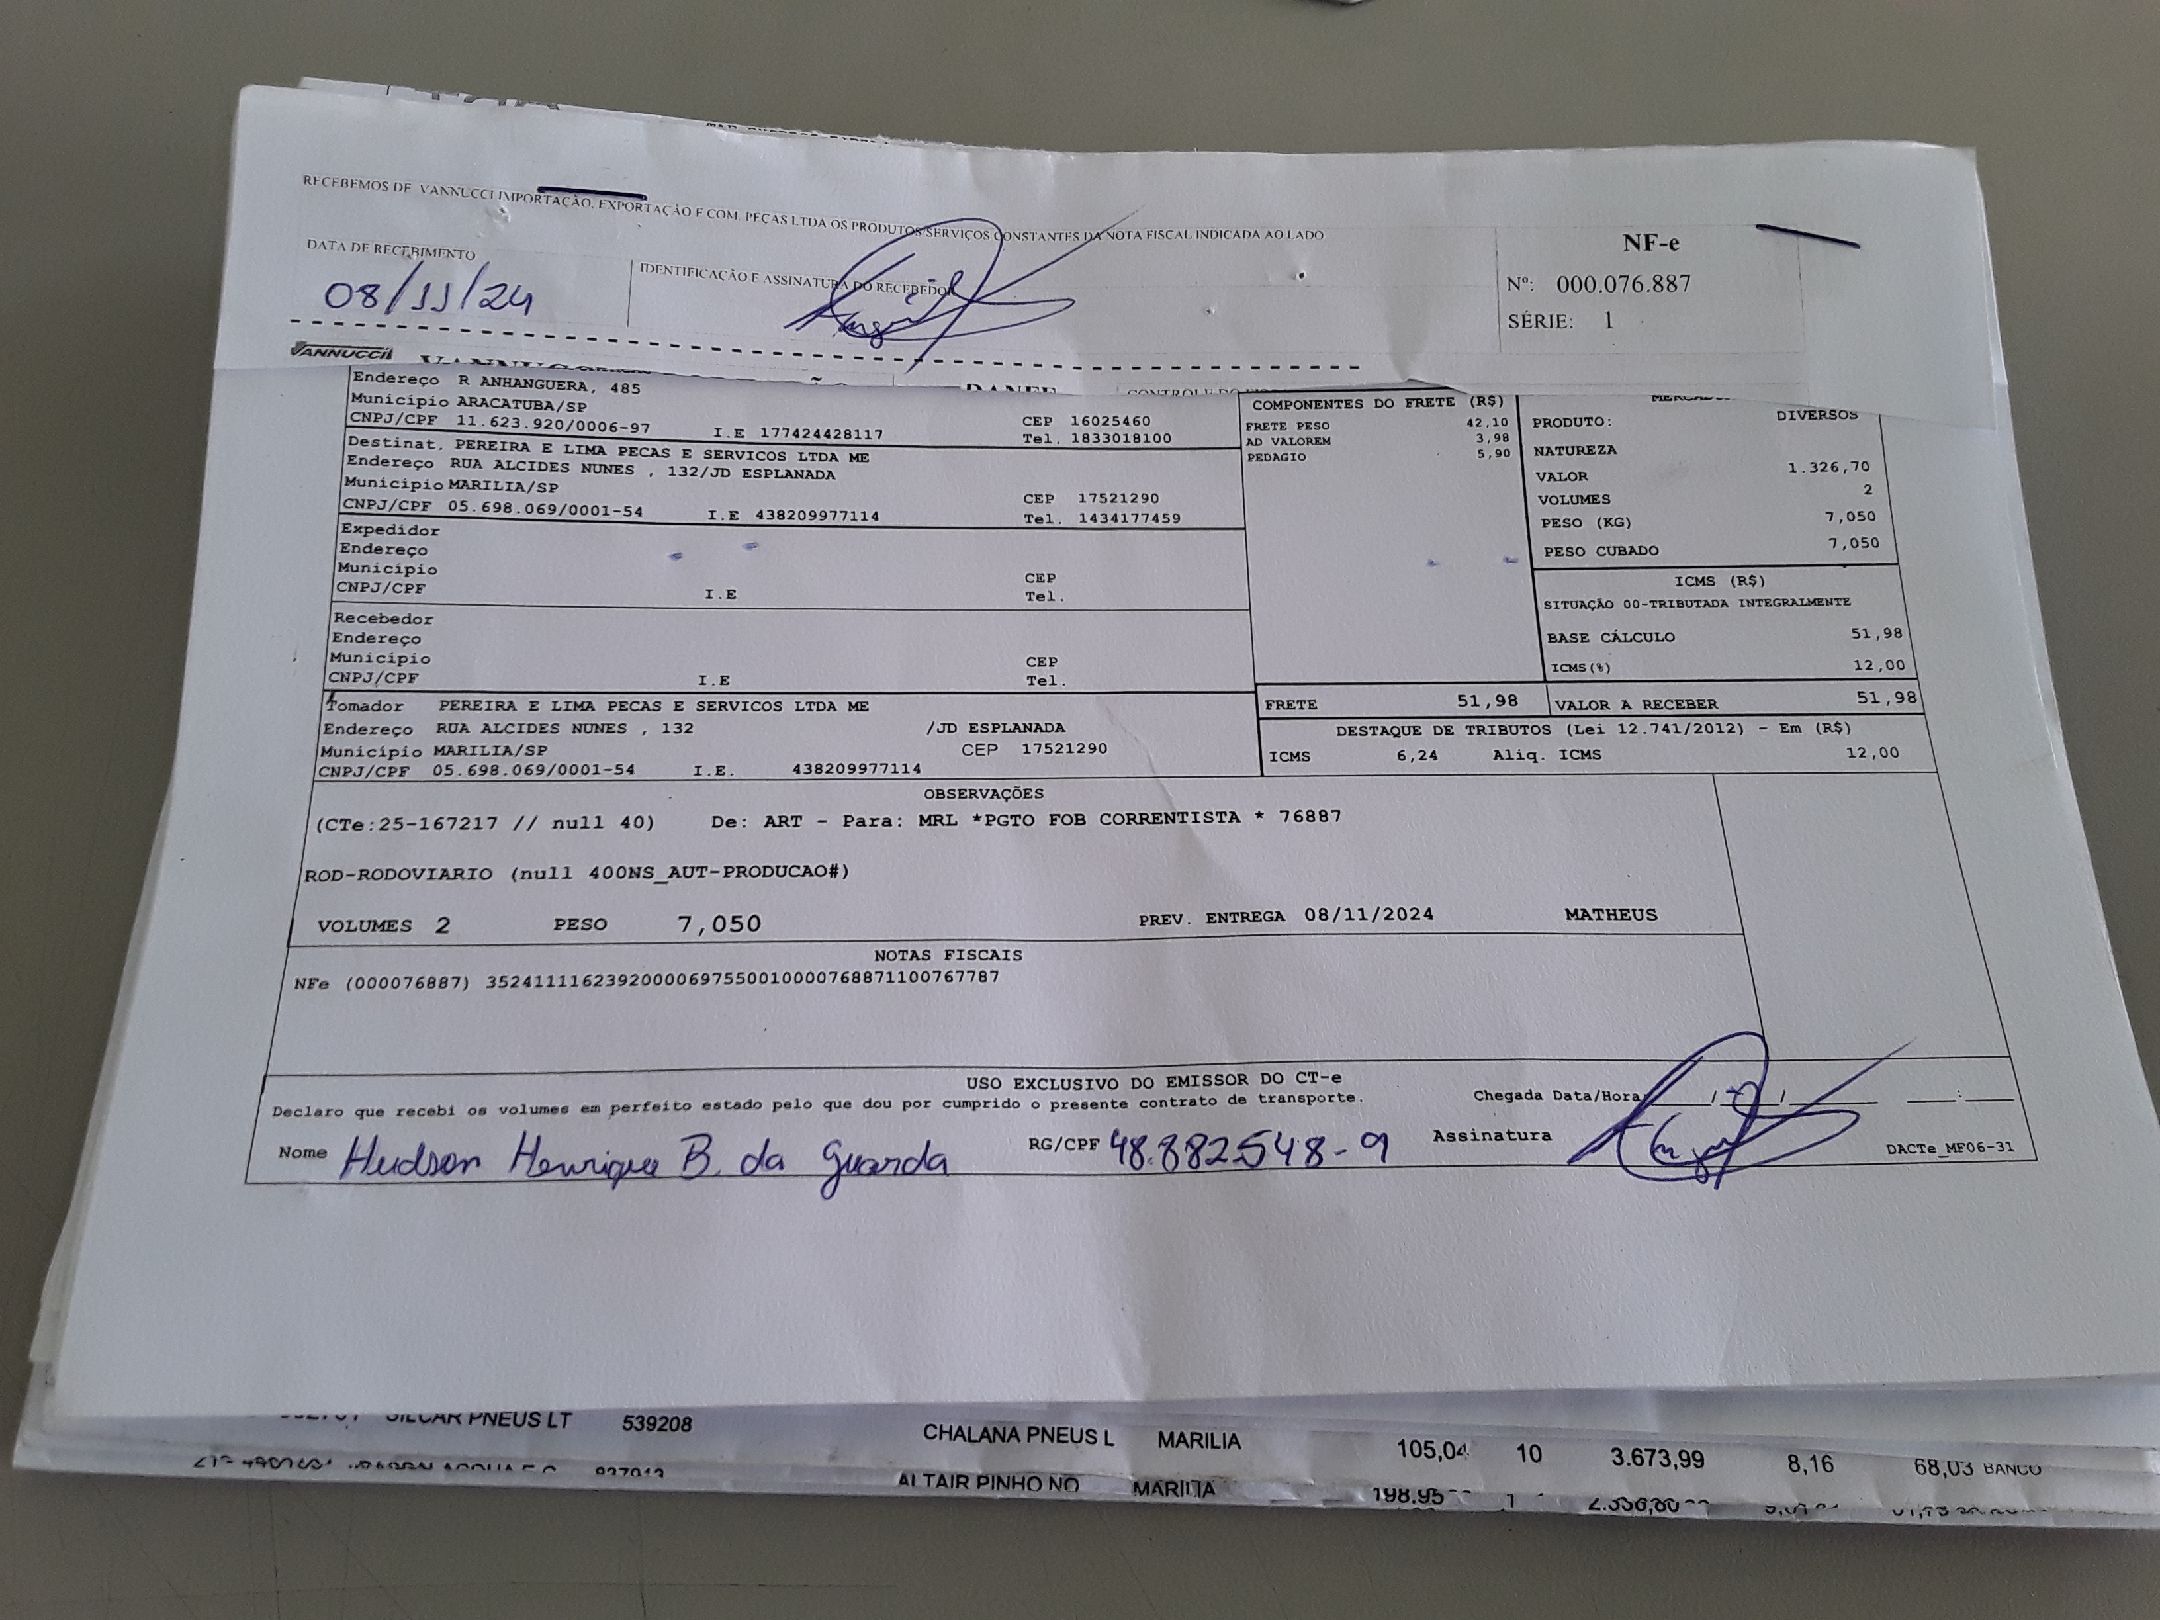 RECEBEMOS DE VANNUCCI IMPORTAÇÃO, EXPORTAÇÃO E COM. PEÇAS LTDA OS PRODUTOS SERVIÇOS CONSTANTES DA NOTA FISCAL INDICADA AO LADO
DATA DE RECEBIMENTO
08/11/24
IDENTIFICAÇÃO E ASSINATURA DO RECEBEDOR
NF-e
Nº: 000.076.887
SÉRIE: 1
VANNUCCI
Endereço R ANHANGUERA, 485
Município ARACATUBA/SP
CEP 16025460
CNPJ/CPF 11.623.920/0006-97 I.E 177424428117 Tel. 1833018100
Destinat. PEREIRA E LIMA PECAS E SERVICOS LTDA ME
Endereço RUA ALCIDES NUNES , 132/JD ESPLANADA
Município MARILIA/SP CEP 17521290
CNPJ/CPF 05.698.069/0001-54 I.E 438209977114 Tel. 1434177459
Expedidor
Endereço
Município CEP
CNPJ/CPF I.E Tel.
Recebedor
Endereço
Município CEP
CNPJ/CPF I.E Tel.
Tomador PEREIRA E LIMA PECAS E SERVICOS LTDA ME
Endereço RUA ALCIDES NUNES , 132 /JD ESPLANADA
Município MARILIA/SP CEP 17521290
CNPJ/CPF 05.698.069/0001-54 I.E. 438209977114
COMPONENTES DO FRETE (R$)
FRETE PESO 42,10
AD VALOREM 3,98
PEDAGIO 5,90
PRODUTO: DIVERSOS
NATUREZA
VALOR 1.326,70
VOLUMES 2
PESO (KG) 7,050
PESO CUBADO 7,050
ICMS (R$)
SITUAÇÃO 00-TRIBUTADA INTEGRALMENTE
BASE CÁLCULO 51,98
ICMS(%) 12,00
FRETE 51,98 VALOR A RECEBER 51,98
DESTAQUE DE TRIBUTOS (Lei 12.741/2012) - Em (R$)
ICMS 6,24 Aliq. ICMS 12,00
OBSERVAÇÕES
(CTe:25-167217 // null 40) De: ART - Para: MRL *PGTO FOB CORRENTISTA * 76887
ROD-RODOVIARIO (null 400NS_AUT-PRODUCAO#)
VOLUMES 2 PESO 7,050 PREV. ENTREGA 08/11/2024 MATHEUS
NOTAS FISCAIS
NFe (000076887) 35241111623920000697550010000768871100767787
USO EXCLUSIVO DO EMISSOR DO CT-e
Declaro que recebi os volumes em perfeito estado pelo que dou por cumprido o presente contrato de transporte.
Chegada Data/Hora / / :
Nome Hudson Henrique B. da Guarda RG/CPF 48.882.548-9 Assinatura
DACTe_MF06-31
SILCAR PNEUS LT 539208 CHALANA PNEUS L MARILIA 105,04 10 3.673,99 8,16 68,03 BANCO
ALTAIR PINHO NO MARILIA 198,95 1